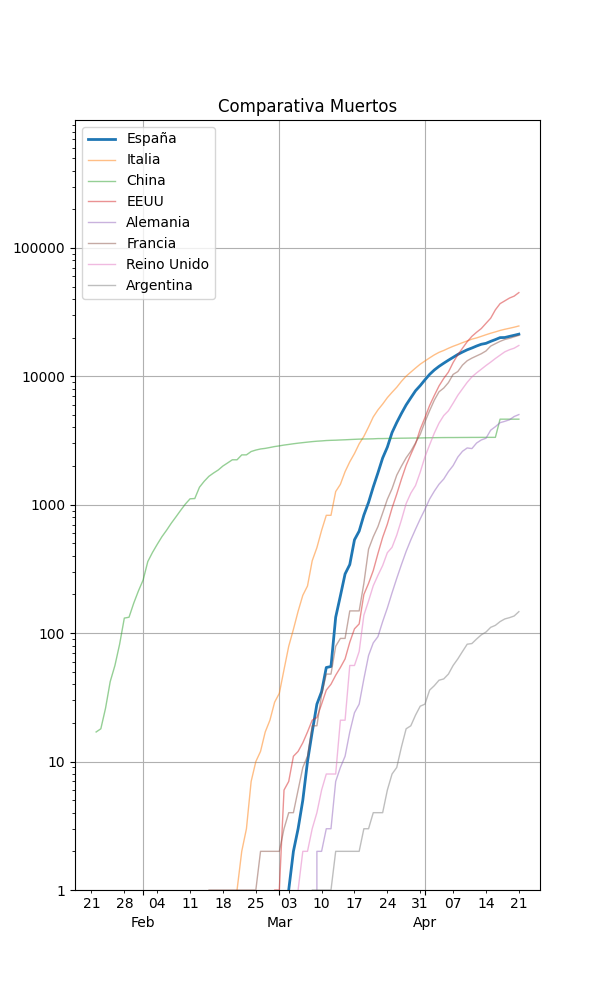 Comparativa Muertos
España
Italia
China
EEUU
Alemania
Francia
Reino Unido
Argentina
100000
10000
1000
100
10
1
21 28 04 11 18 25 03 10 17 24 31 07 14 21
Feb Mar Apr